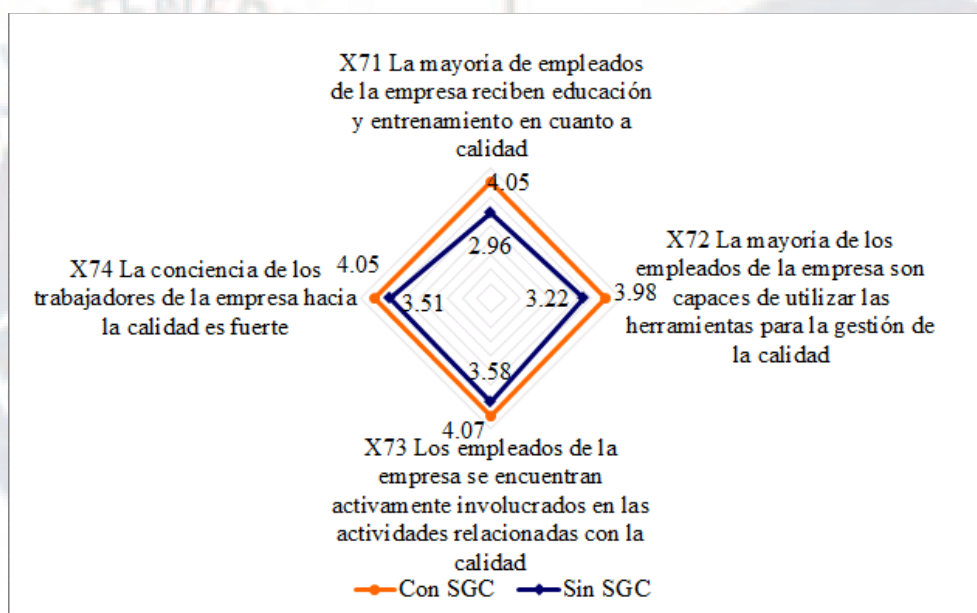 X71 La mayoría de empleados
de la empresa reciben educación
y entrenamiento en cuanto a
calidad
4.05
2.96
X72 La mayoría de los
empleados de la empresa son
capaces de utilizar las
herramientas para la gestión de
la calidad
3.98
3.22
X74 La conciencia de los
trabajadores de la empresa hacia
la calidad es fuerte
4.05
3.51
3.58
4.07
X73 Los empleados de la
empresa se encuentran
activamente involucrados en las
actividades relacionadas con la
calidad
Con SGC
Sin SGC